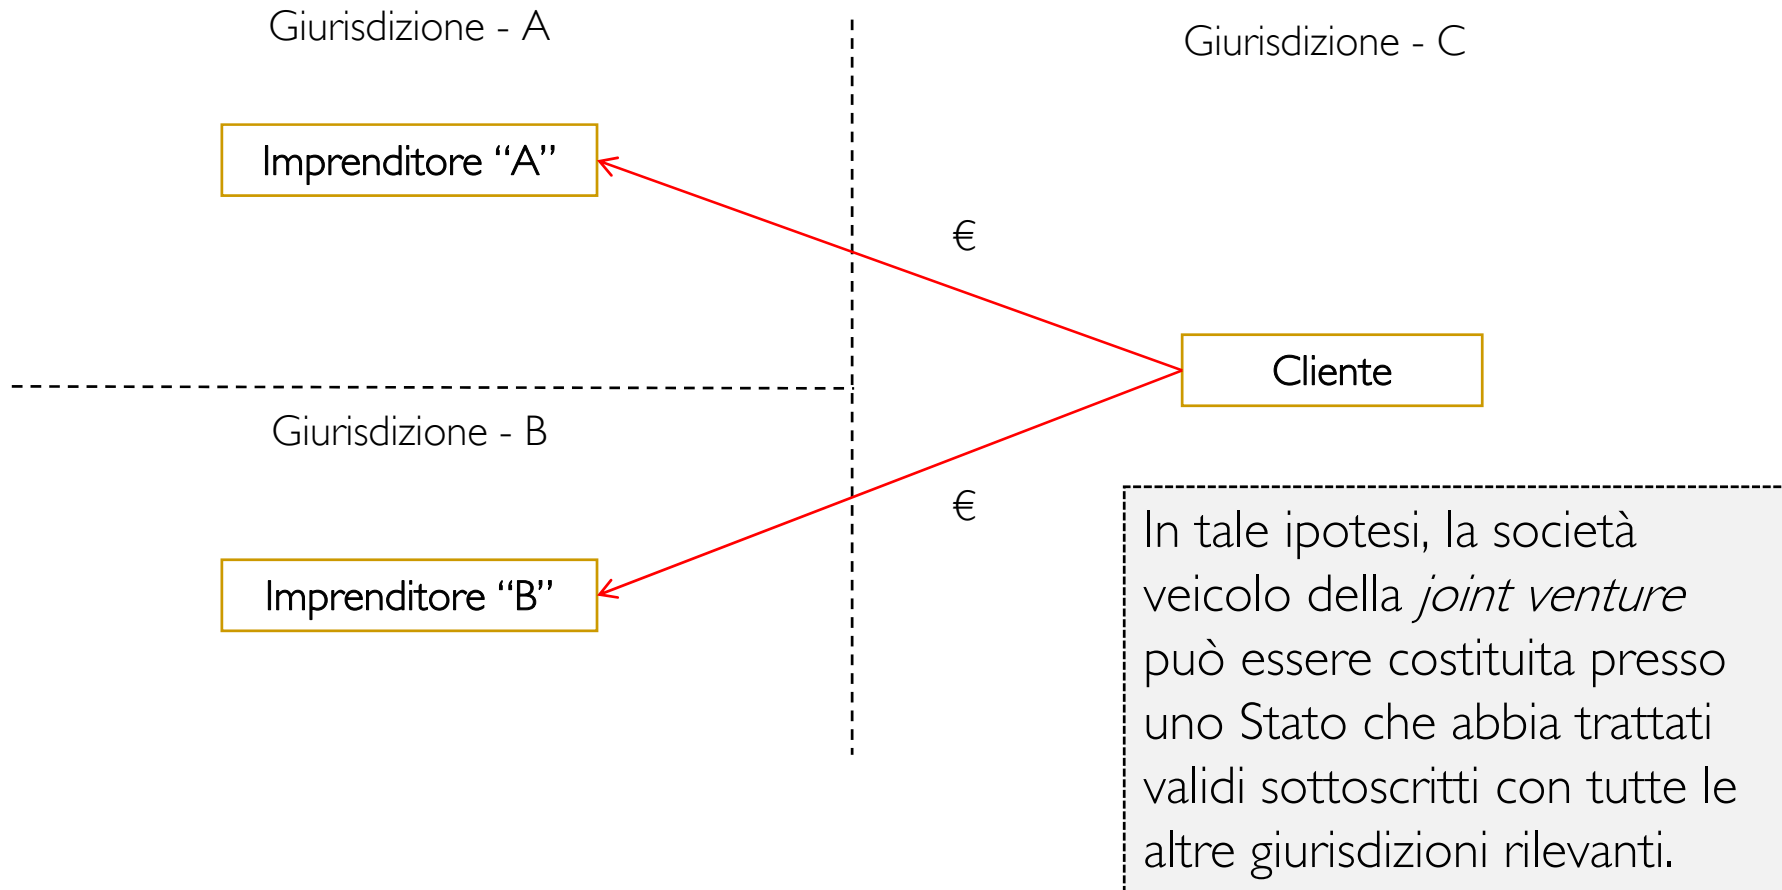 Giurisdizione - A
Giurisdizione - C
Imprenditore “A”
€
Cliente
Giurisdizione - B
€
Imprenditore “B”
In tale ipotesi, la società
veicolo della joint venture
può essere costituita presso
uno Stato che abbia trattati
validi sottoscritti con tutte le
altre giurisdizioni rilevanti.